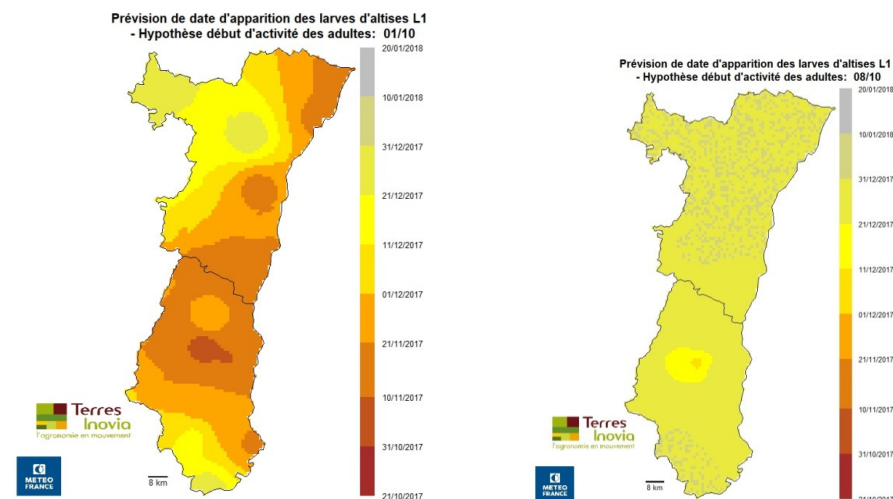 Prévision de date d'apparition des larves d'altises L1
- Hypothèse début d'activité des adultes: 01/10
20/01/2018
10/01/2018
31/12/2017
21/12/2017
11/12/2017
01/12/2017
21/11/2017
10/11/2017
31/10/2017
21/10/2017
Terres
Inovia
l'agronomie en mouvement
METEO
FRANCE
8 km
Prévision de date d'apparition des larves d'altises L1
- Hypothèse début d'activité des adultes: 08/10
20/01/2018
10/01/2018
31/12/2017
21/12/2017
11/12/2017
01/12/2017
21/11/2017
10/11/2017
31/10/2017
21/10/2017
Terres
Inovia
l'agronomie en mouvement
METEO
FRANCE
8 km